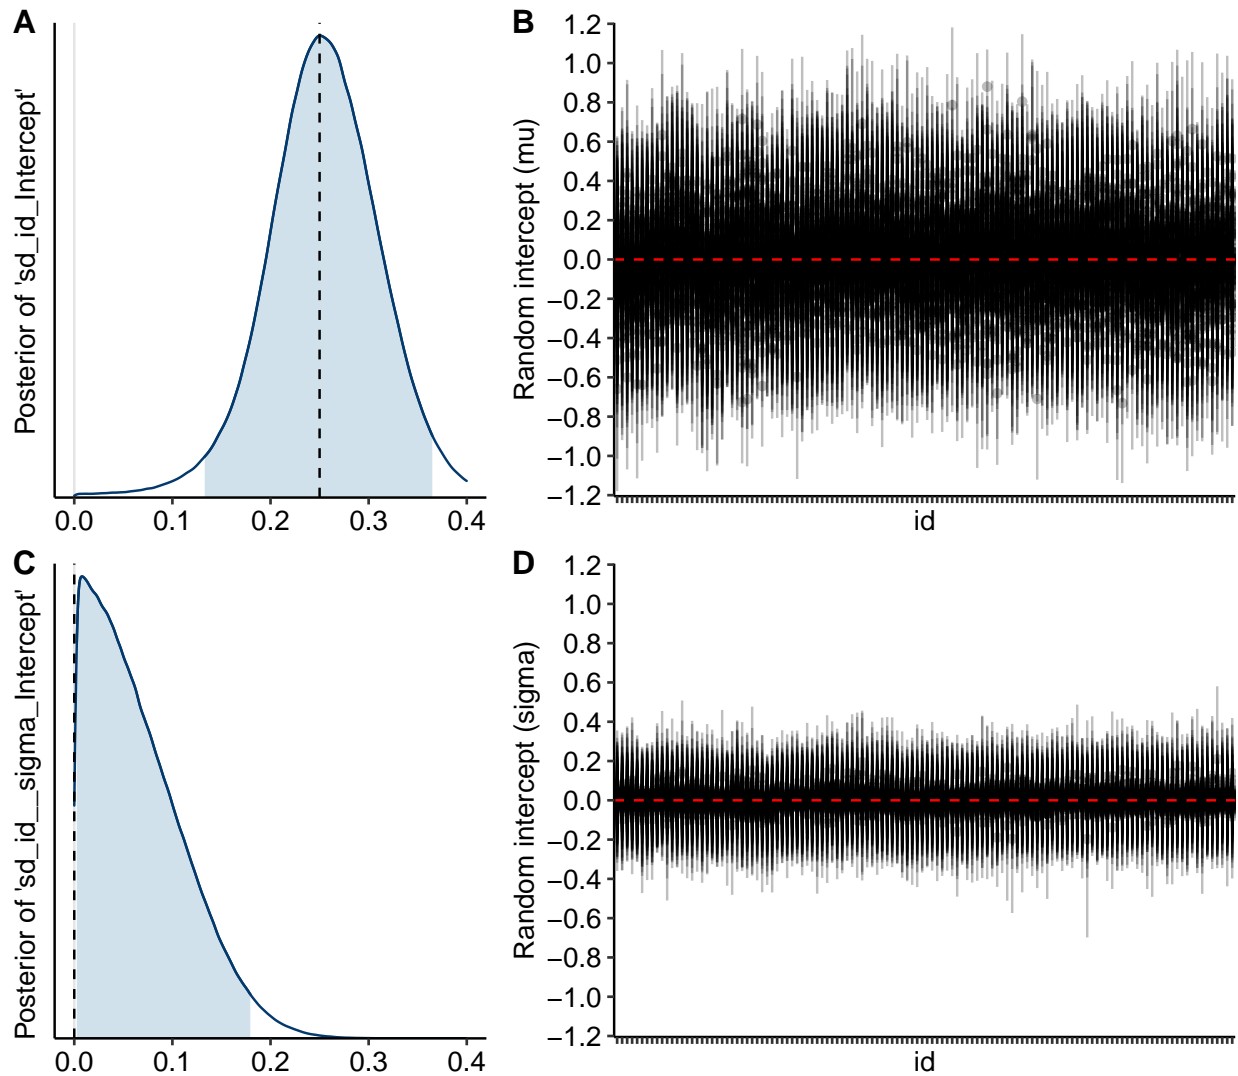 A
Posterior of 'sd_id_Intercept'
0.0 0.1 0.2 0.3 0.4
B
Random intercept (mu)
1.2
1.0
0.8
0.6
0.4
0.2
0.0
−0.2
−0.4
−0.6
−0.8
−1.0
−1.2
id
C
Posterior of 'sd_id__sigma_Intercept'
0.0 0.1 0.2 0.3 0.4
D
Random intercept (sigma)
1.2
1.0
0.8
0.6
0.4
0.2
0.0
−0.2
−0.4
−0.6
−0.8
−1.0
−1.2
id